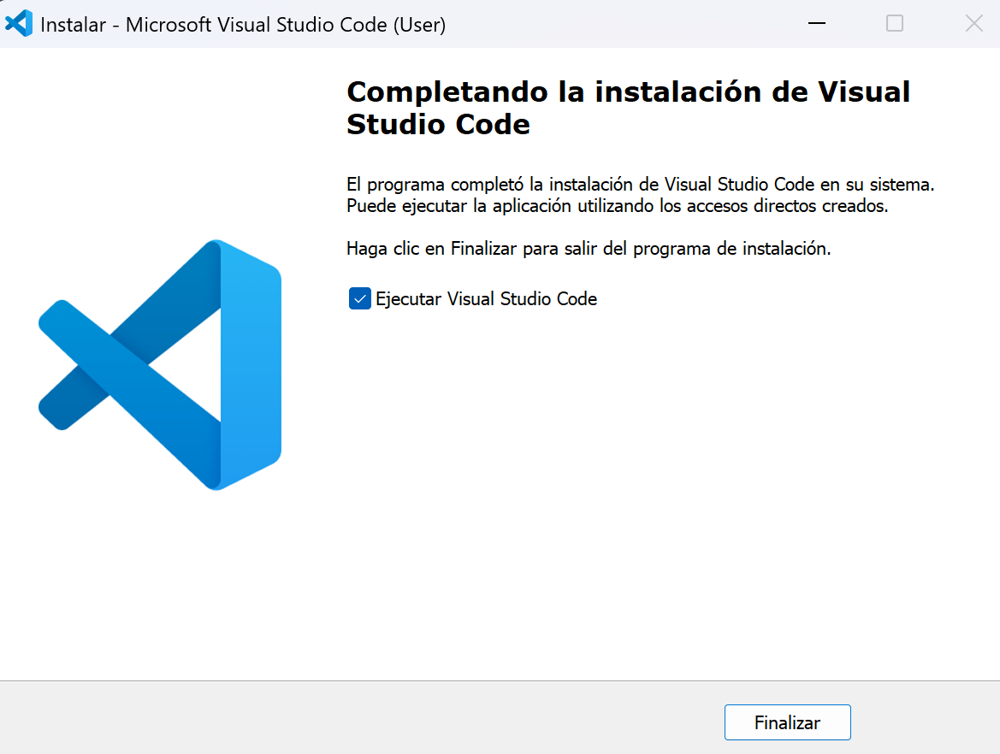 Instalar - Microsoft Visual Studio Code (User)
Completando la instalación de Visual
Studio Code
El programa completó la instalación de Visual Studio Code en su sistema.
Puede ejecutar la aplicación utilizando los accesos directos creados.
Haga clic en Finalizar para salir del programa de instalación.
Ejecutar Visual Studio Code
Finalizar